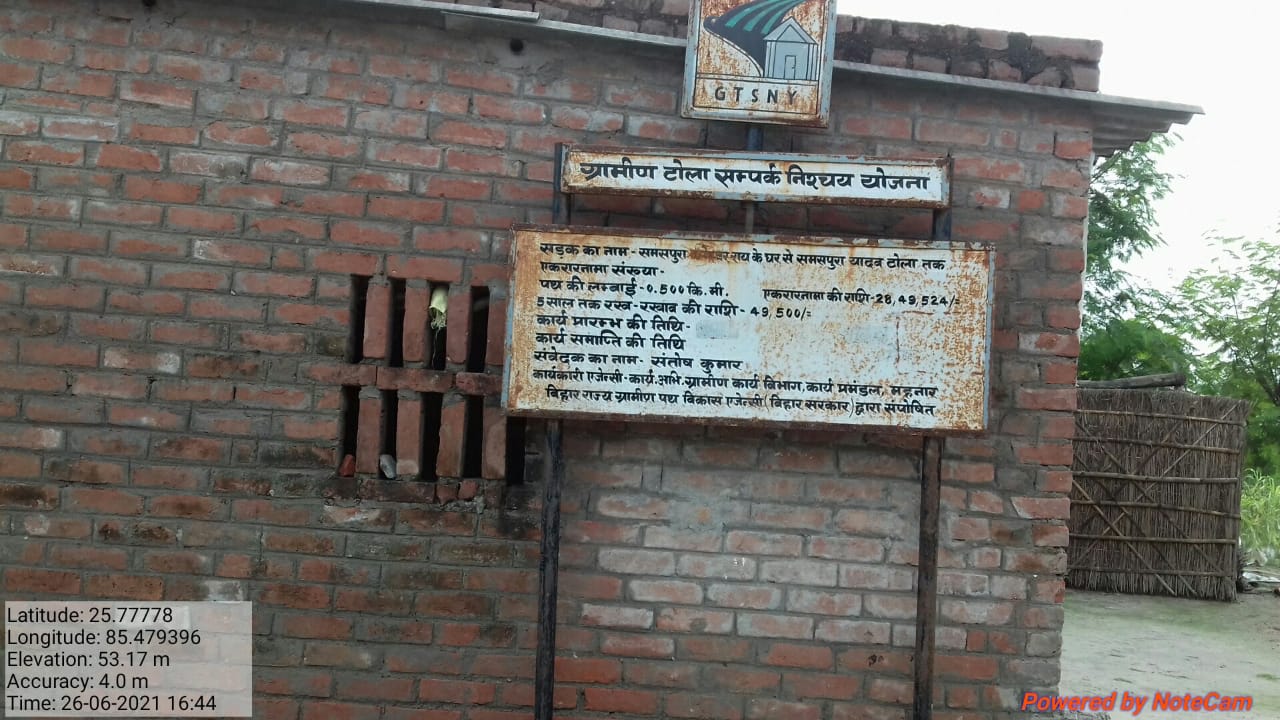 GTSNY
ग्रामीण टोला सम्पर्क निश्चय योजना
सड़क का नाम - समसपुरा राय के घर से समसपुरा यादव टोला तक
एकरारनामा संख्या -
पथ की लम्बाई - 0.500 कि.मी. एकरारनामा की राशि - 28,49,524/=
5 साल तक रख-रखाव की राशि - 49,500/=
कार्य प्रारम्भ की तिथि -
कार्य समाप्ति की तिथि
संवेदक का नाम - संतोष कुमार
कार्यकारी एजेन्सी - कार्य. अभि. ग्रामीण कार्य विभाग, कार्य प्रमंडल, महनार
बिहार राज्य ग्रामीण पथ विकास एजेन्सी (बिहार सरकार) द्वारा संपोषित
Latitude: 25.77778
Longitude: 85.479396
Elevation: 53.17 m
Accuracy: 4.0 m
Time: 26-06-2021 16:44
Powered by NoteCam